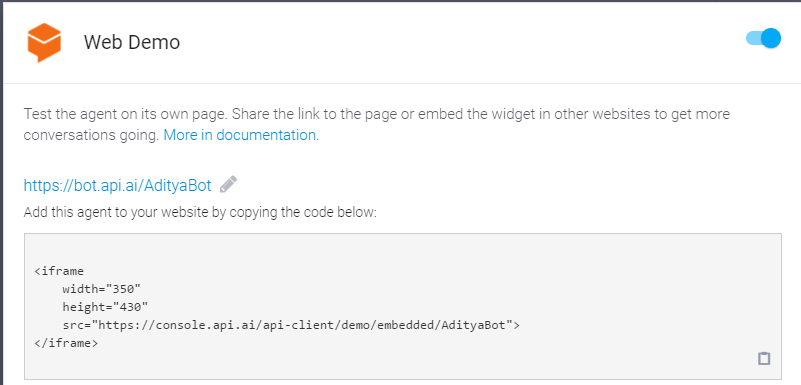 Web Demo
Test the agent on its own page. Share the link to the page or embed the widget in other websites to get more
conversations going. More in documentation.
https://bot.api.ai/AdityaBot
Add this agent to your website by copying the code below:
<iframe
    width="350"
    height="430"
    src="https://console.api.ai/api-client/demo/embedded/AdityaBot">
</iframe>